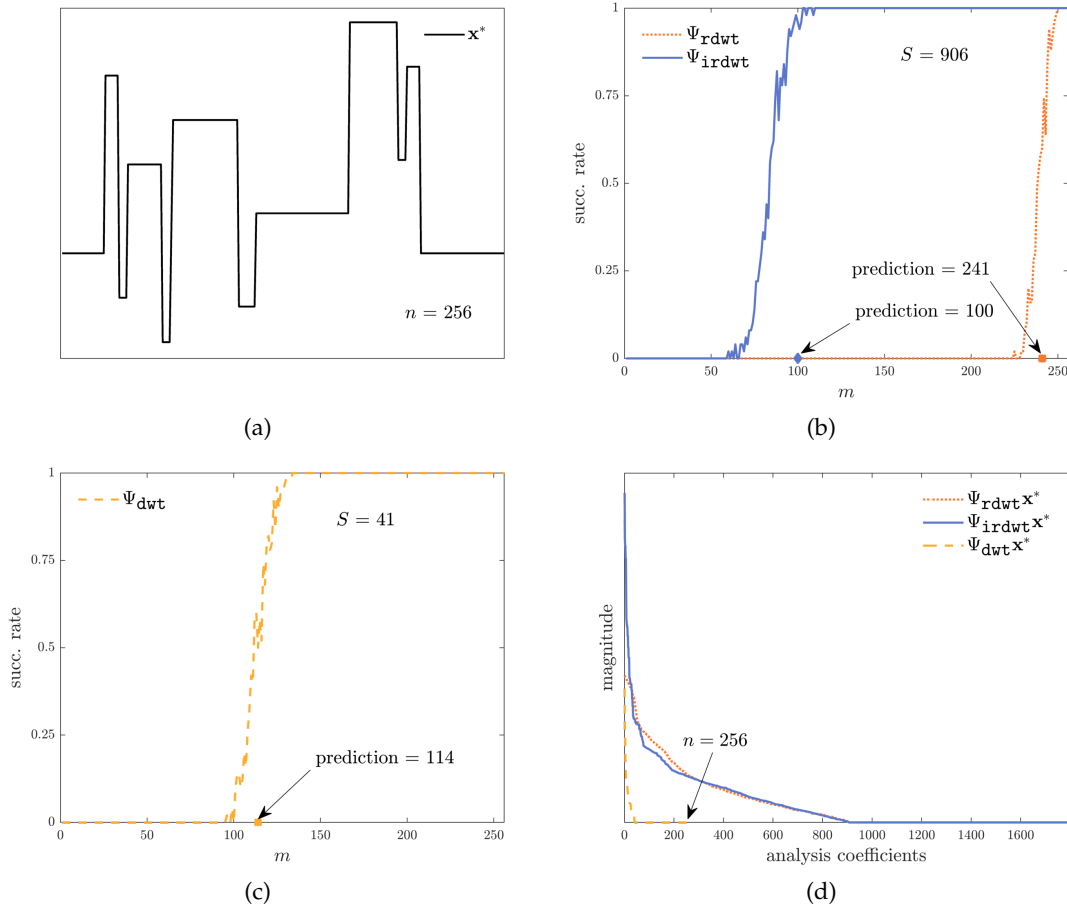 x*
n = 256
(a)
Ψrdwt
Ψirdwt
S = 906
prediction = 241
prediction = 100
succ. rate
1
0.75
0.5
0.25
0
0 50 100 150 200 250
m
(b)
Ψdwt
S = 41
prediction = 114
succ. rate
1
0.75
0.5
0.25
0
0 50 100 150 200 250
m
(c)
Ψrdwtx*
Ψirdwtx*
Ψdwtx*
n = 256
magnitude
0 200 400 600 800 1000 1200 1400 1600
analysis coefficients
(d)